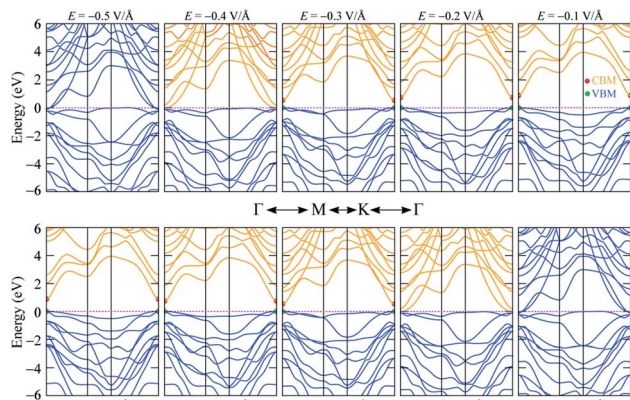 E = −0.5 V/Å E = −0.4 V/Å E = −0.3 V/Å E = −0.2 V/Å E = −0.1 V/Å
Energy (eV)
6
4
2
0
−2
−4
−6
CBM
VBM
Γ ⟷ M ⟷ K ⟷ Γ
Energy (eV)
6
4
2
0
−2
−4
−6